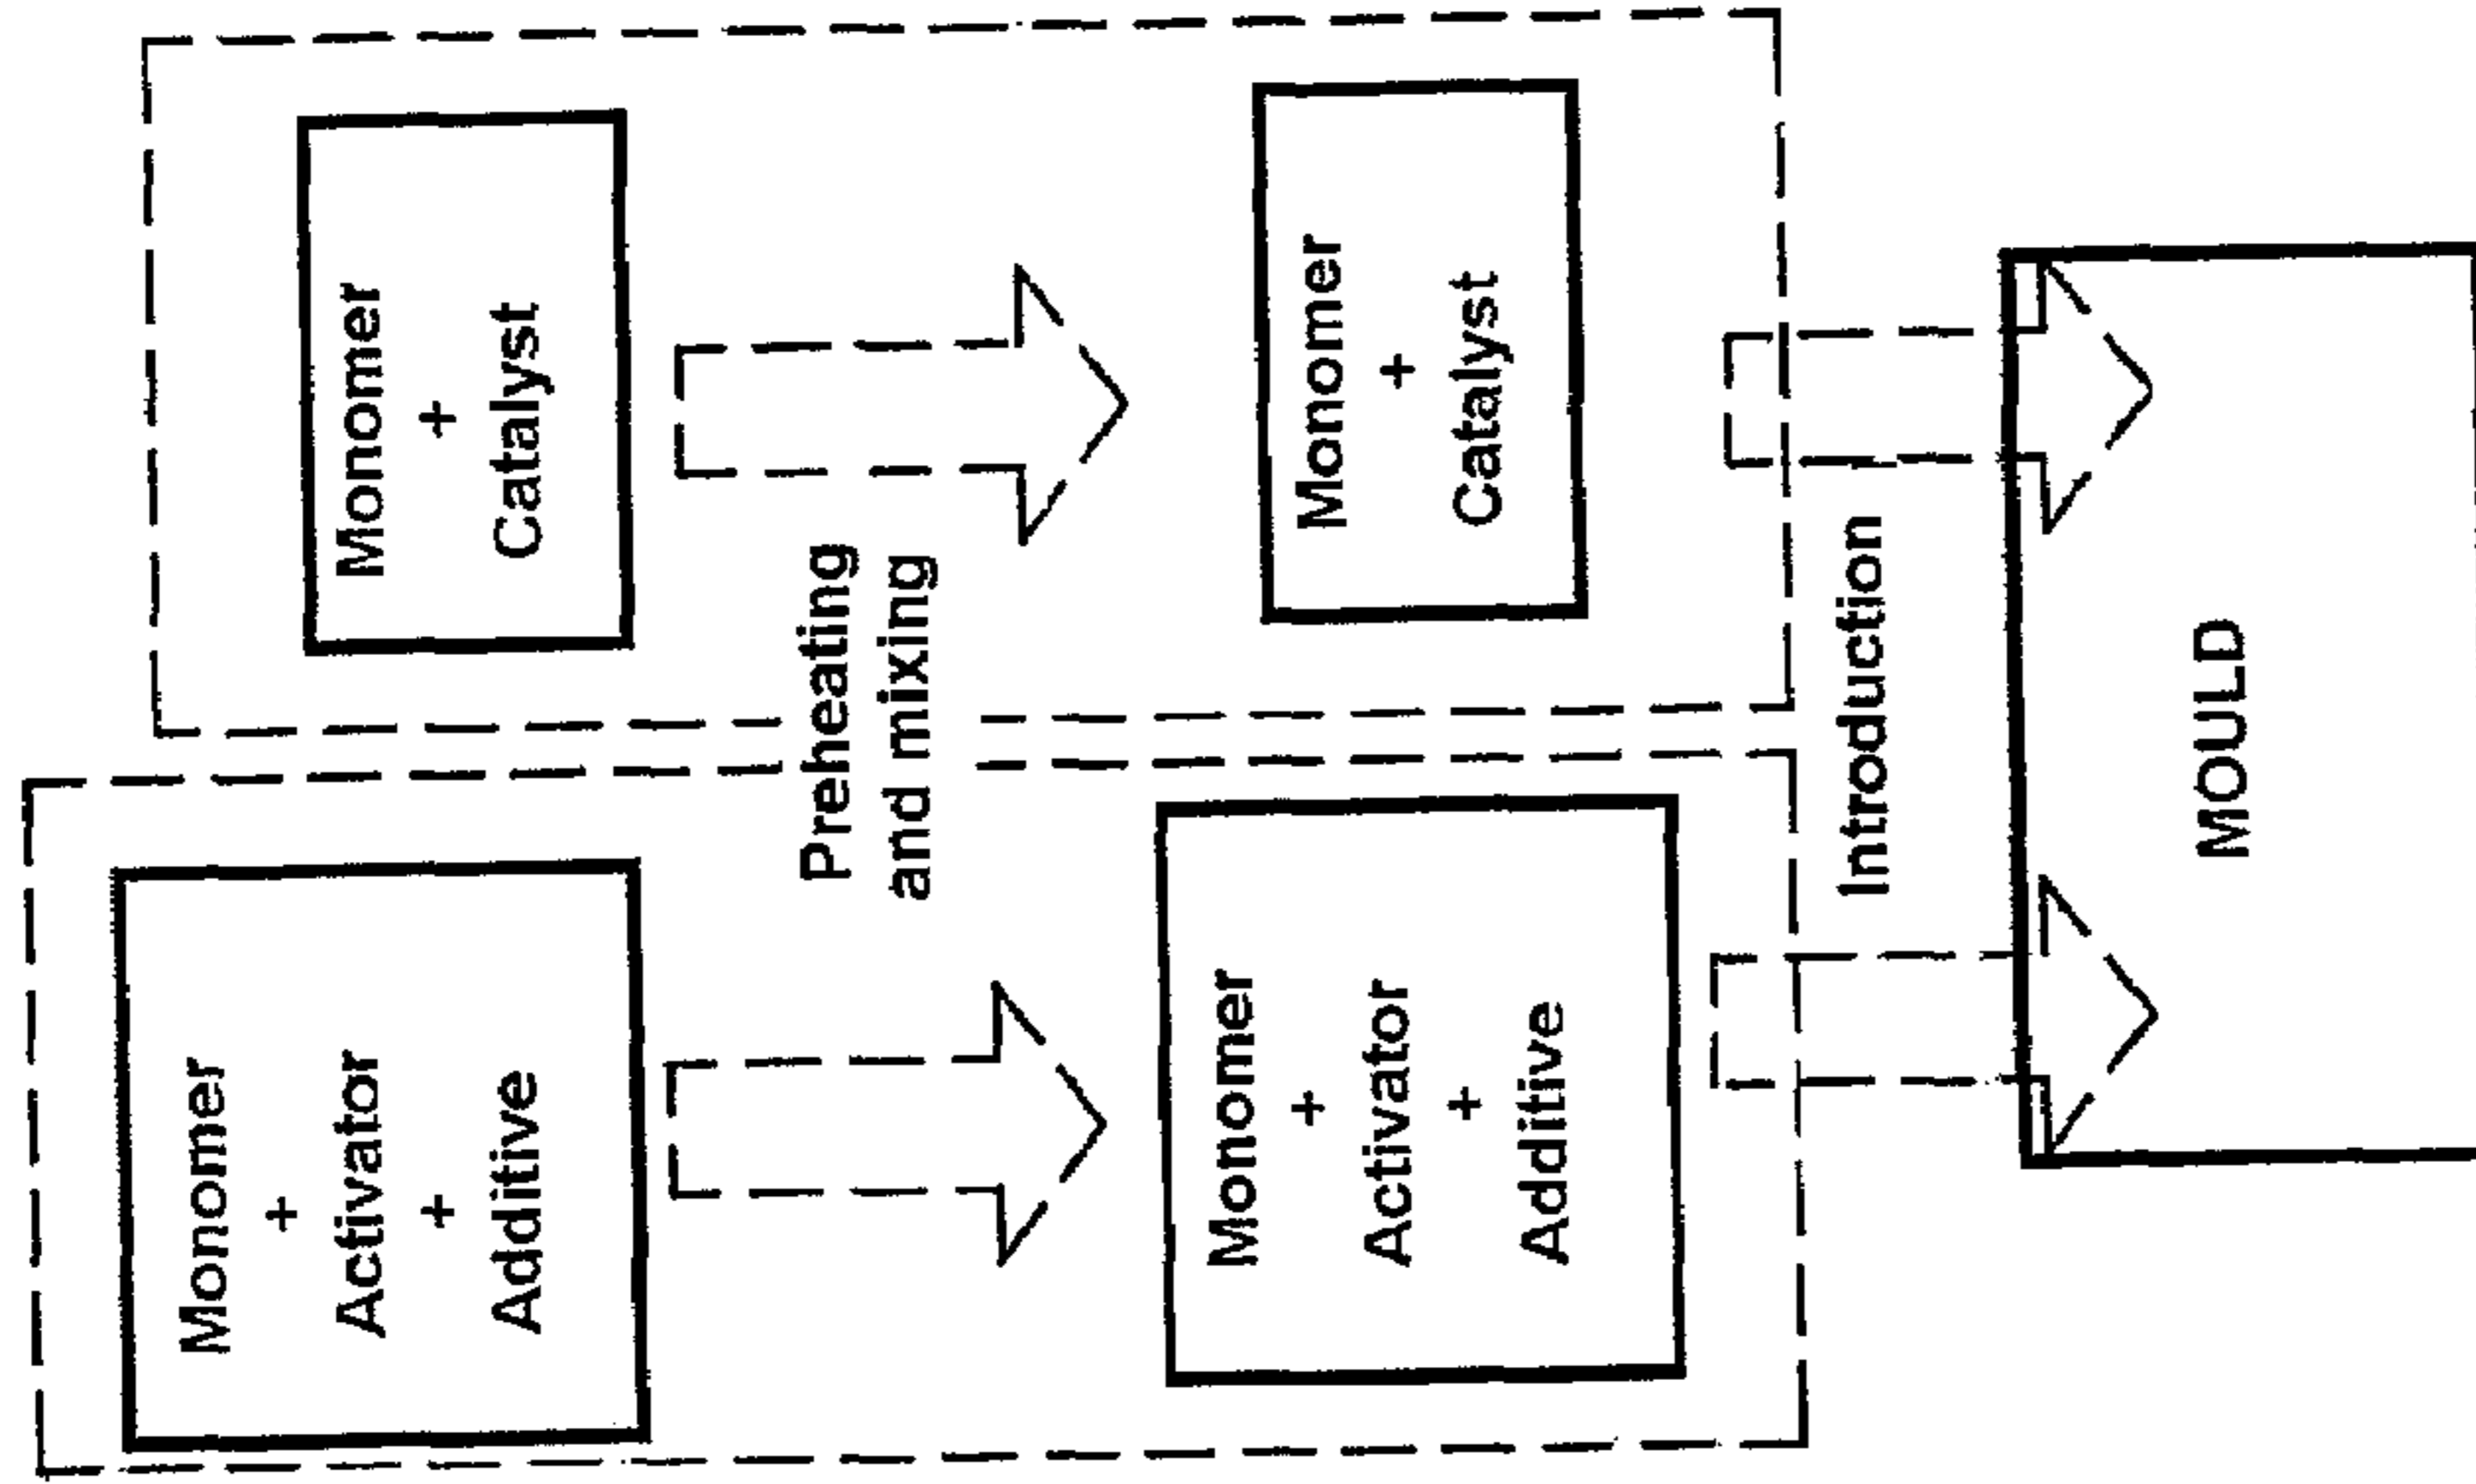 Monomer
+
Activator
+
Additive
Monomer
+
Catalyst
Preheating
and mixing
Monomer
+
Activator
+
Additive
Monomer
+
Catalyst
Introduction
MOULD